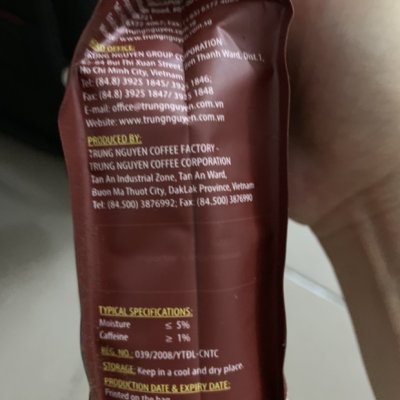 www.trungnguyen.com.sg
OFFICE:
TRUNG NGUYEN GROUP CORPORATION
Bui Thi Xuan Street, Ben Thanh Ward, Dist.1,
Ho Chi Minh City, Vietnam
Tel: (84.8) 3925 1845/ 3925 1846;
Fax: (84.8) 3925 1847/ 3925 1848
E-mail: office@trungnguyen.com.vn
Website: www.trungnguyen.com.vn
PRODUCED BY:
TRUNG NGUYEN COFFEE FACTORY -
TRUNG NGUYEN COFFEE CORPORATION
Tan An Industrial Zone, Tan An Ward,
Buon Ma Thuot City, DakLak Province, Vietnam
Tel: (84.500) 3876992; Fax: (84.500) 3876990
TYPICAL SPECIFICATIONS:
Moisture ≤ 5%
Caffeine ≥ 1%
REG. NO. 039/2008/YTĐL-CNTC
STORAGE: Keep in a cool and dry place.
PRODUCTION DATE & EXPIRY DATE:
Printed on the bag